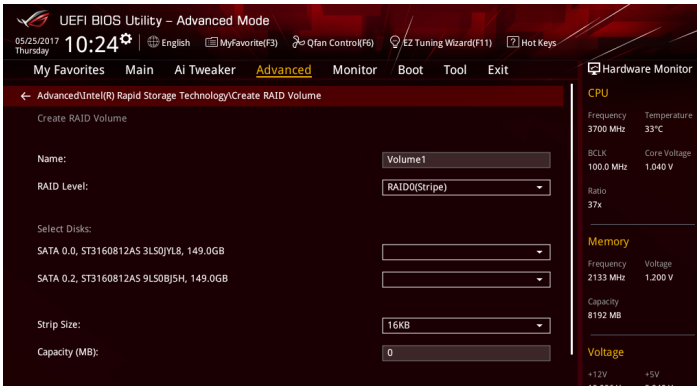 UEFI BIOS Utility – Advanced Mode
05/25/2017 Thursday 10:24 English MyFavorite(F3) Qfan Control(F6) EZ Tuning Wizard(F11) ? Hot Keys
My Favorites Main Ai Tweaker Advanced Monitor Boot Tool Exit
← Advanced\Intel(R) Rapid Storage Technology\Create RAID Volume
Create RAID Volume
Name: Volume1
RAID Level: RAID0(Stripe)
Select Disks:
SATA 0.0, ST3160812AS 3LS0JYL8, 149.0GB
SATA 0.2, ST3160812AS 9LS0BJ5H, 149.0GB
Strip Size: 16KB
Capacity (MB): 0
Hardware Monitor
CPU
Frequency Temperature
3700 MHz 33°C
BCLK Core Voltage
100.0 MHz 1.040 V
Ratio
37x
Memory
Frequency Voltage
2133 MHz 1.200 V
Capacity
8192 MB
Voltage
+12V +5V